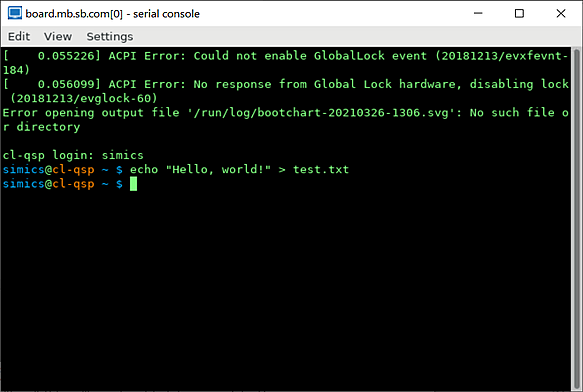 board.mb.sb.com[0] - serial console
Edit View Settings
[    0.055226] ACPI Error: Could not enable GlobalLock event (20181213/evxfevnt-
184)
[    0.056099] ACPI Error: No response from Global Lock hardware, disabling lock
 (20181213/evglock-60)
Error opening output file '/run/log/bootchart-20210326-1306.svg': No such file o
r directory
cl-qsp login: simics
simics@cl-qsp ~ $ echo "Hello, world!" > test.txt
simics@cl-qsp ~ $